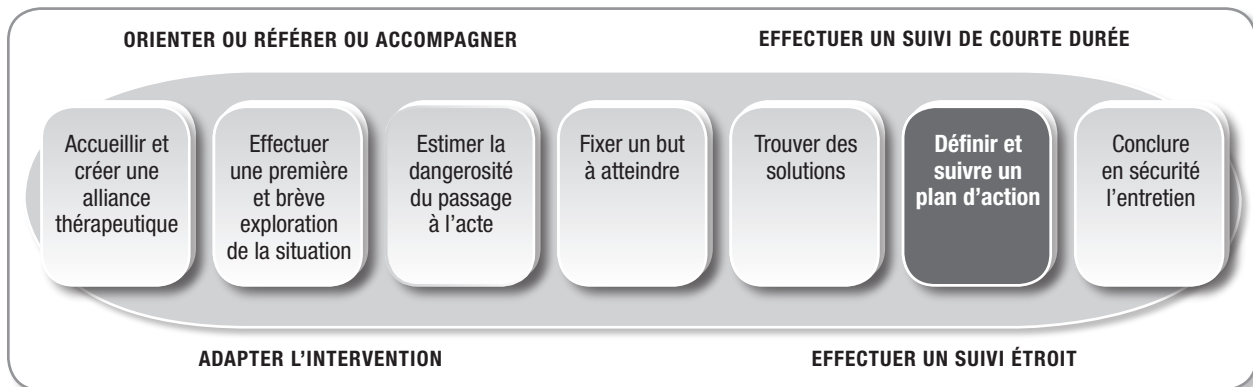 ORIENTER OU RÉFÉRER OU ACCOMPAGNER
EFFECTUER UN SUIVI DE COURTE DURÉE
Accueillir et
créer une
alliance
thérapeutique
Effectuer
une première
et brève
exploration
de la situation
Estimer la
dangerosité
du passage
à l’acte
Fixer un but
à atteindre
Trouver des
solutions
Définir et
suivre un
plan d’action
Conclure
en sécurité
l’entretien
ADAPTER L’INTERVENTION
EFFECTUER UN SUIVI ÉTROIT